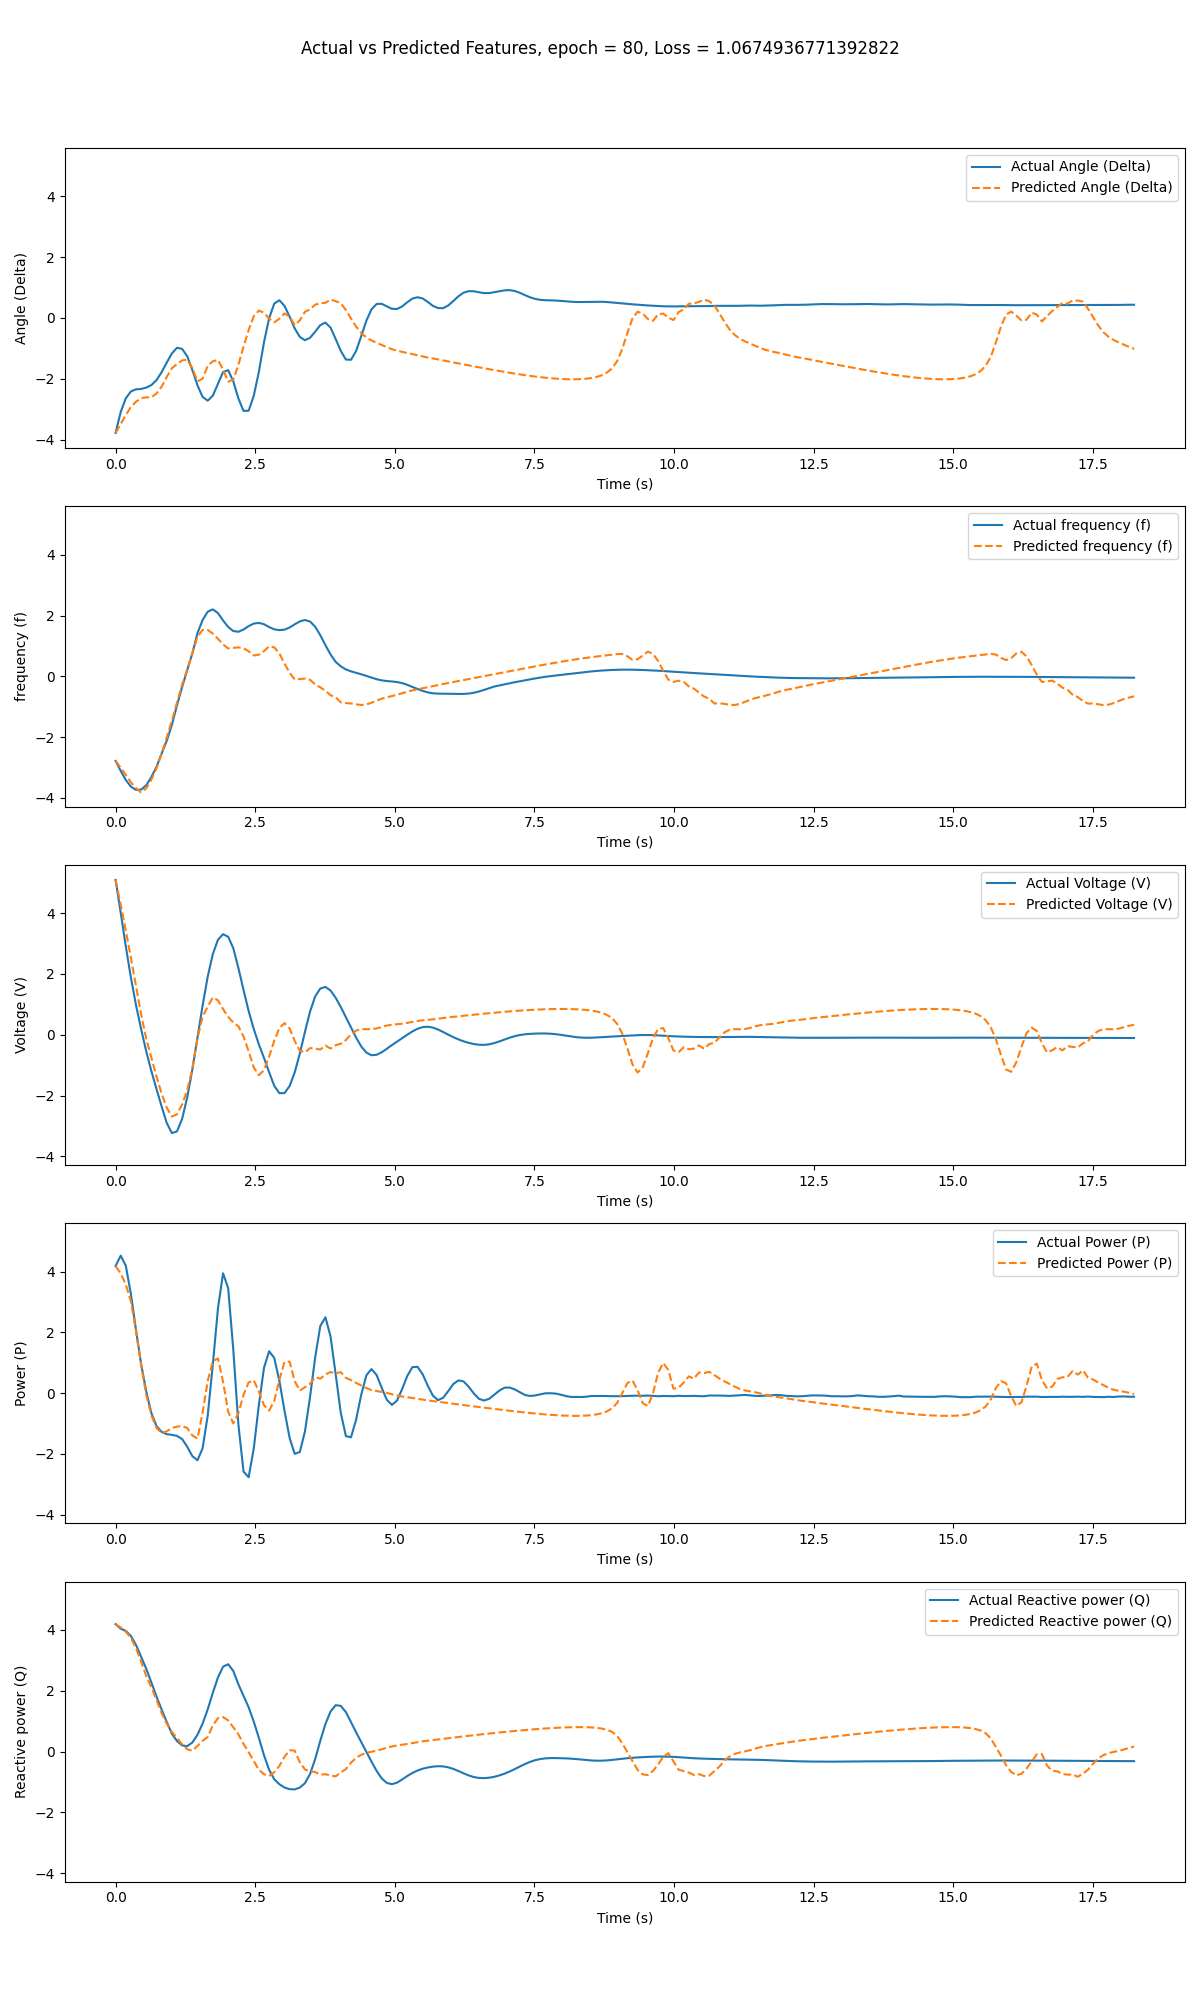 Actual vs Predicted Features, epoch = 80, Loss = 1.0674936771392822
Actual Angle (Delta)
Predicted Angle (Delta)
Angle (Delta)
4
2
0
−2
−4
0.0 2.5 5.0 7.5 10.0 12.5 15.0 17.5
Time (s)
Actual frequency (f)
Predicted frequency (f)
frequency (f)
4
2
0
−2
−4
0.0 2.5 5.0 7.5 10.0 12.5 15.0 17.5
Time (s)
Actual Voltage (V)
Predicted Voltage (V)
Voltage (V)
4
2
0
−2
−4
0.0 2.5 5.0 7.5 10.0 12.5 15.0 17.5
Time (s)
Actual Power (P)
Predicted Power (P)
Power (P)
4
2
0
−2
−4
0.0 2.5 5.0 7.5 10.0 12.5 15.0 17.5
Time (s)
Actual Reactive power (Q)
Predicted Reactive power (Q)
Reactive power (Q)
4
2
0
−2
−4
0.0 2.5 5.0 7.5 10.0 12.5 15.0 17.5
Time (s)